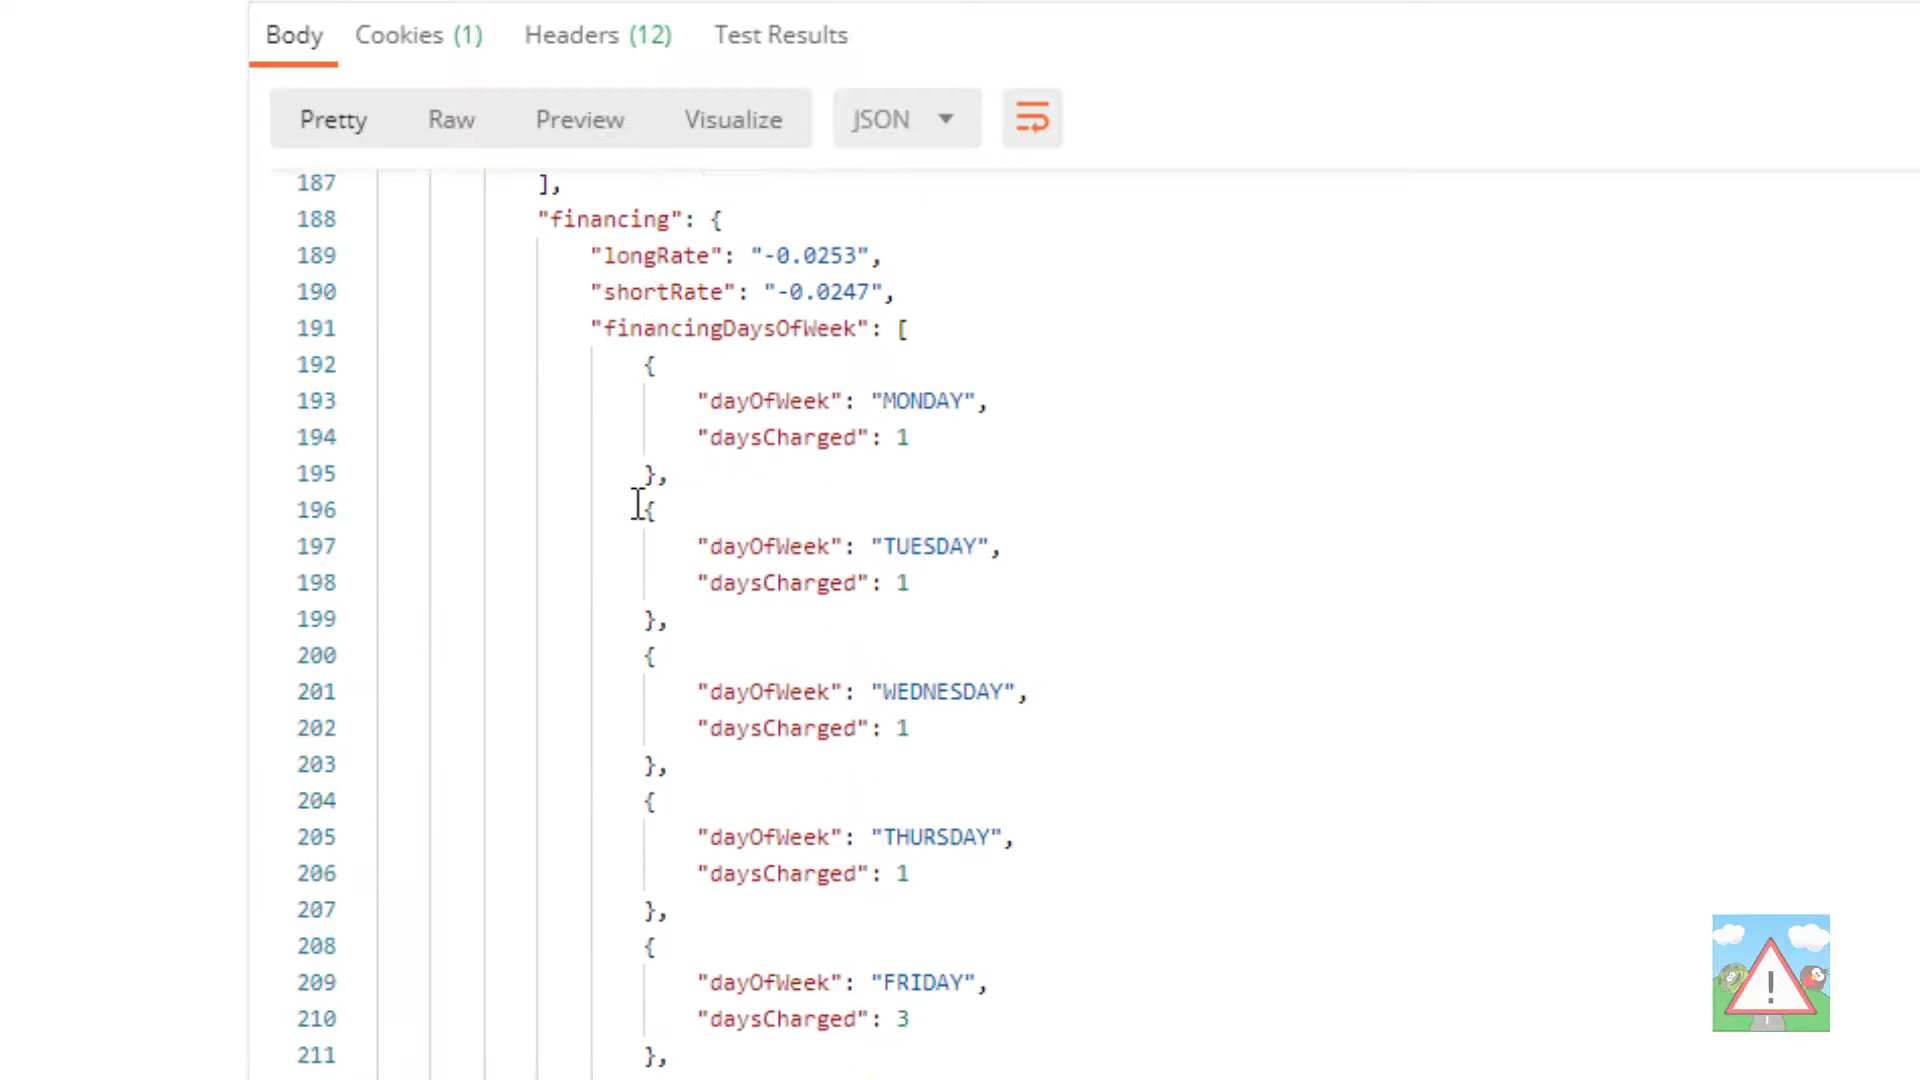 Body Cookies (1) Headers (12) Test Results
Pretty Raw Preview Visualize JSON
187 ],
188 "financing": {
189 "longRate": "-0.0253",
190 "shortRate": "-0.0247",
191 "financingDaysOfWeek": [
192 {
193 "dayOfWeek": "MONDAY",
194 "daysCharged": 1
195 },
196 {
197 "dayOfWeek": "TUESDAY",
198 "daysCharged": 1
199 },
200 {
201 "dayOfWeek": "WEDNESDAY",
202 "daysCharged": 1
203 },
204 {
205 "dayOfWeek": "THURSDAY",
206 "daysCharged": 1
207 },
208 {
209 "dayOfWeek": "FRIDAY",
210 "daysCharged": 3
211 },
!